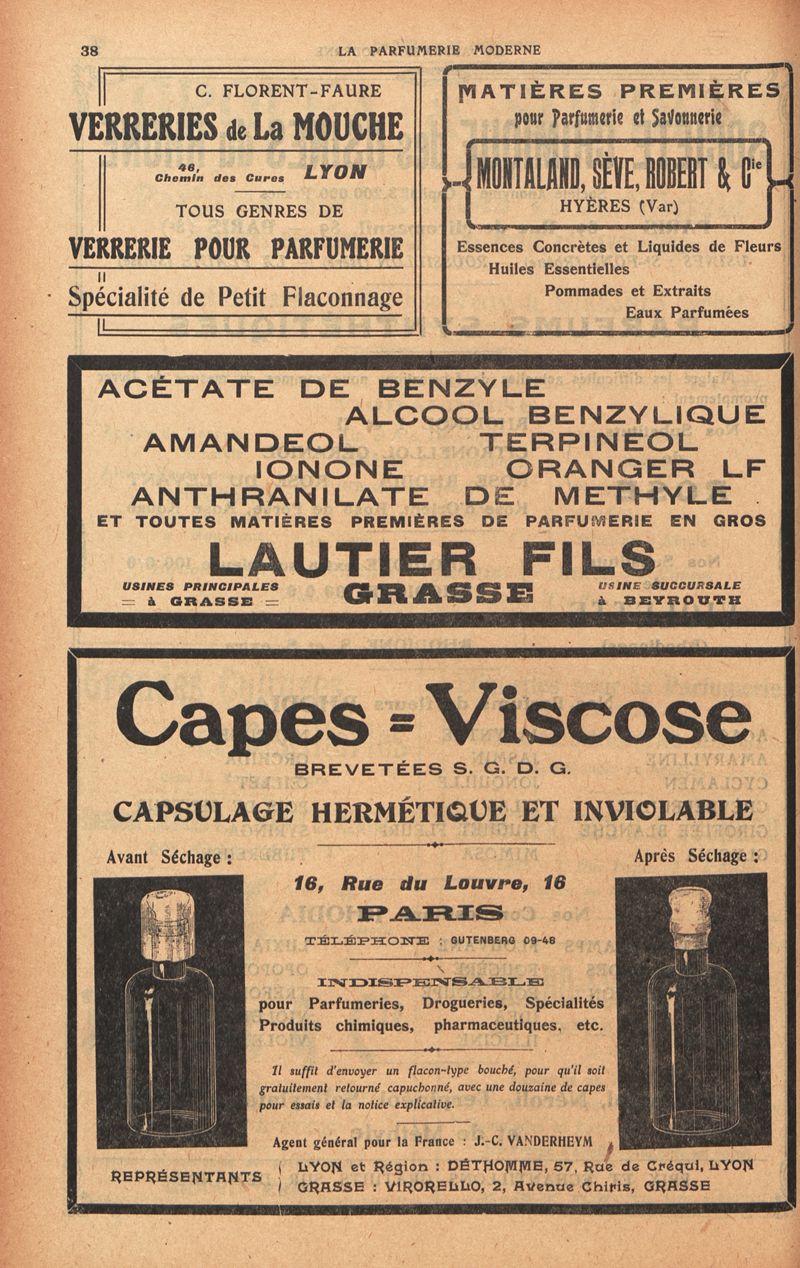 38
LA PARFUMERIE MODERNE
C. FLORENT-FAURE
VERRERIES de La MOUCHE
46,
Chemin des Cures LYON
TOUS GENRES DE
VERRERIE POUR PARFUMERIE
Spécialité de Petit Flaconnage
MATIÈRES PREMIÈRES
pour Parfumerie et Savonnerie
MONTALAND, SÈVE, ROBERT & Cie
HYÈRES (Var)
Essences Concrètes et Liquides de Fleurs
Huiles Essentielles
Pommades et Extraits
Eaux Parfumées
ACÉTATE DE BENZYLE
ALCOOL BENZYLIQUE
AMANDEOL TERPINEOL
IONONE ORANGER LF
ANTHRANILATE DE METHYLE
ET TOUTES MATIÈRES PREMIÈRES DE PARFUMERIE EN GROS
LAUTIER FILS
USINES PRINCIPALES
= à GRASSE =
GRASSE
USINE SUCCURSALE
à BEYROUTH
Capes = Viscose
BREVETÉES S. G. D. G.
CAPSULAGE HERMÉTIQUE ET INVIOLABLE
Avant Séchage :
Après Séchage :
16, Rue du Louvre, 16
PARIS
TÉLÉPHONE : GUTENBERG 09-48
INDISPENSABLE
pour Parfumeries, Drogueries, Spécialités
Produits chimiques, pharmaceutiques, etc.
Il suffit d'envoyer un flacon-type bouché, pour qu'il soit
gratuitement retourné capuchonné, avec une douzaine de capes
pour essais et la notice explicative.
Agent général pour la France : J.-C. VANDERHEYM
REPRÉSENTANTS
LYON et Région : DÉTHOMME, 57, Rue de Créqui, LYON
GRASSE : VIRORELLO, 2, Avenue Chiris, GRASSE